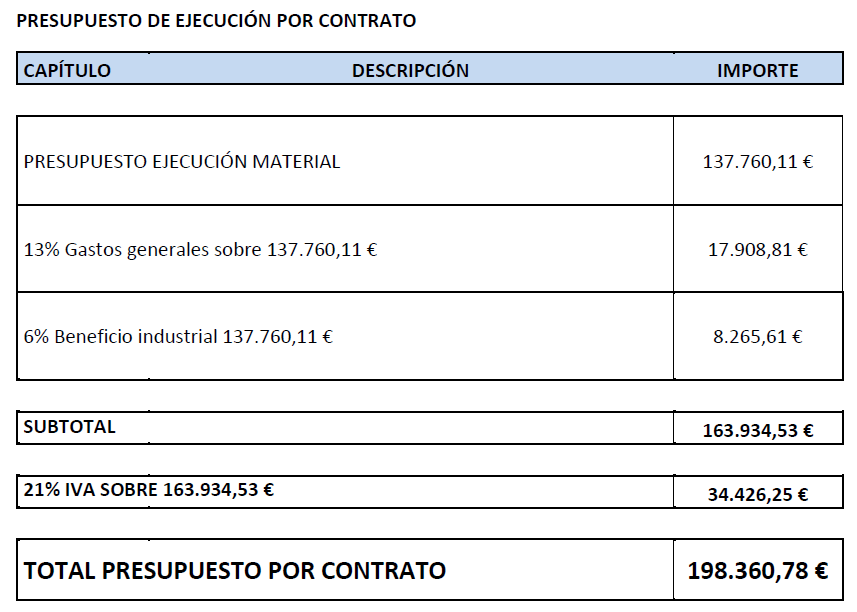 PRESUPUESTO DE EJECUCIÓN POR CONTRATO
CAPÍTULO DESCRIPCIÓN IMPORTE
PRESUPUESTO EJECUCIÓN MATERIAL 137.760,11 €
13% Gastos generales sobre 137.760,11 € 17.908,81 €
6% Beneficio industrial 137.760,11 € 8.265,61 €
SUBTOTAL 163.934,53 €
21% IVA SOBRE 163.934,53 € 34.426,25 €
TOTAL PRESUPUESTO POR CONTRATO 198.360,78 €